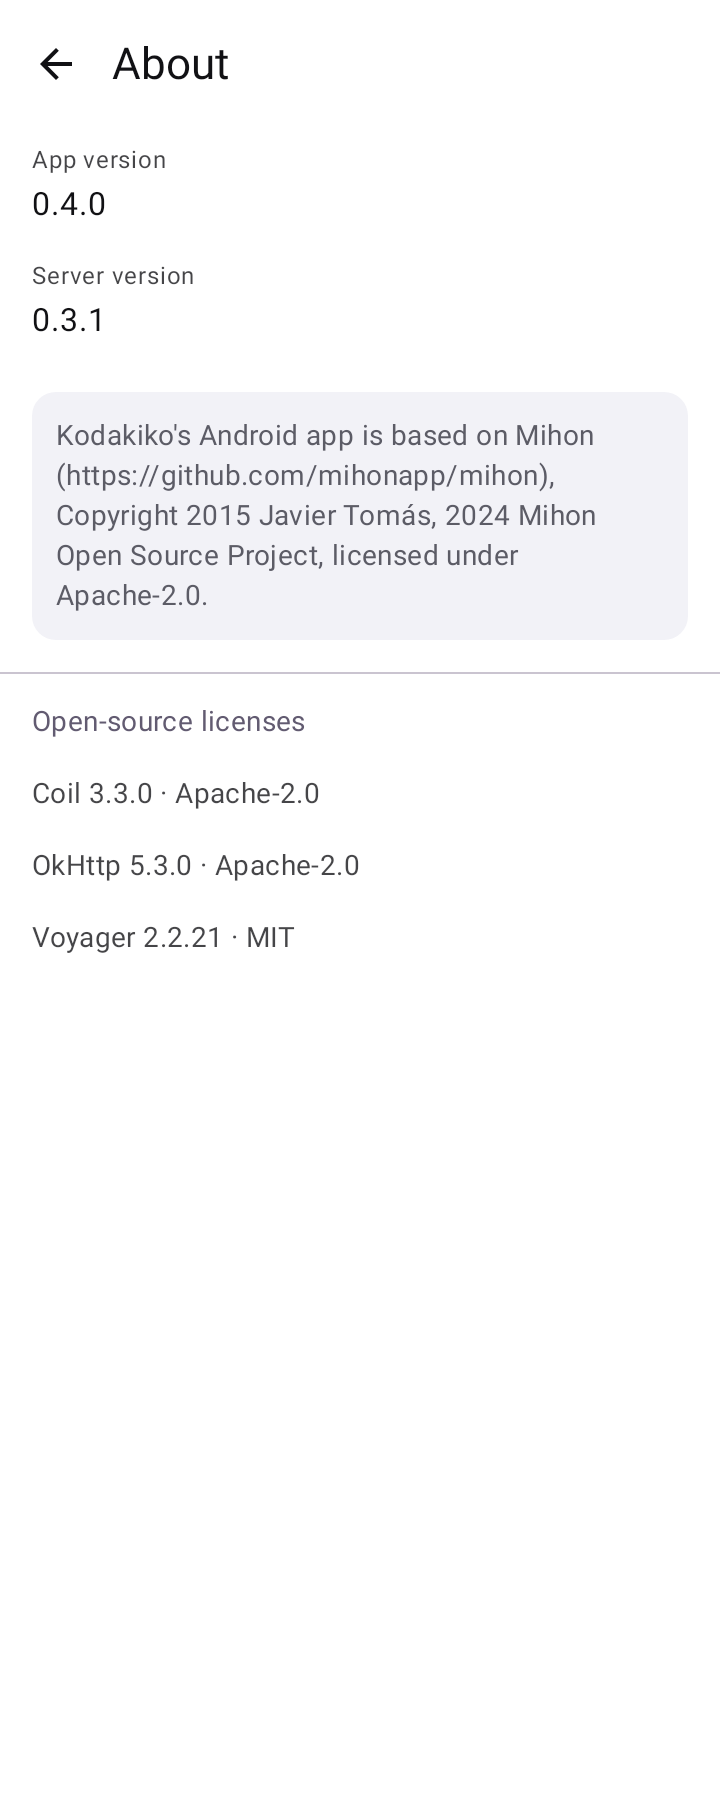 About
App version
0.4.0
Server version
0.3.1
Kodakiko's Android app is based on Mihon
(https://github.com/mihonapp/mihon),
Copyright 2015 Javier Tomás, 2024 Mihon
Open Source Project, licensed under
Apache-2.0.
Open-source licenses
Coil 3.3.0 · Apache-2.0
OkHttp 5.3.0 · Apache-2.0
Voyager 2.2.21 · MIT